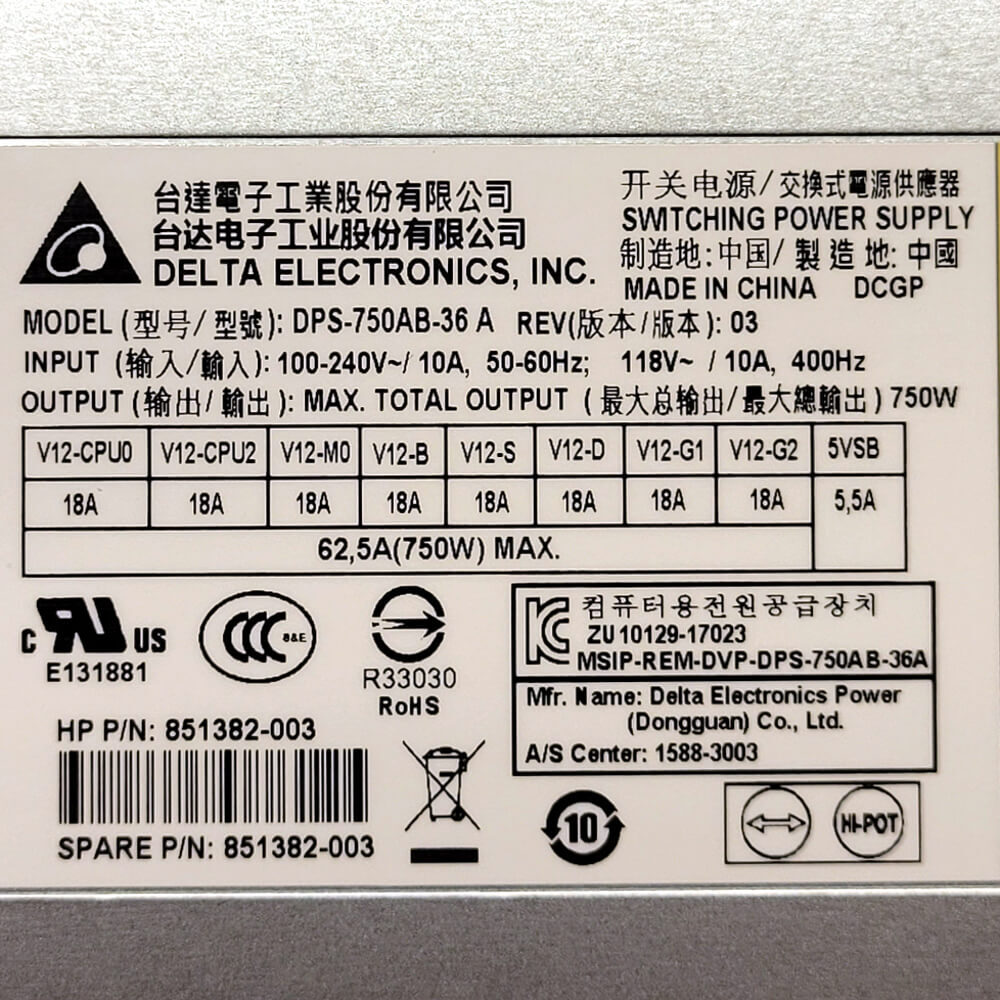 台達電子工業股份有限公司
台达电子工业股份有限公司
DELTA ELECTRONICS, INC.
开关电源/交換式電源供應器
SWITCHING POWER SUPPLY
制造地:中国/製造地:中國
MADE IN CHINA DCGP
MODEL (型号/型號): DPS-750AB-36 A REV(版本/版本): 03
INPUT (输入/輸入): 100-240V~/ 10A, 50-60Hz; 118V~ / 10A, 400Hz
OUTPUT (输出/輸出): MAX. TOTAL OUTPUT (最大总输出/最大總輸出) 750W
V12-CPU0 V12-CPU2 V12-M0 V12-B V12-S V12-D V12-G1 V12-G2 5VSB
18A 18A 18A 18A 18A 18A 18A 18A 5,5A
62,5A(750W) MAX.
C RU US
E131881
CCC S&E
R33030
RoHS
KC
컴퓨터용전원공급장치
ZU10129-17023
MSIP-REM-DVP-DPS-750AB-36A
Mfr. Name: Delta Electronics Power
(Dongguan) Co., Ltd.
A/S Center: 1588-3003
HP P/N: 851382-003
SPARE P/N: 851382-003
10
HI-POT